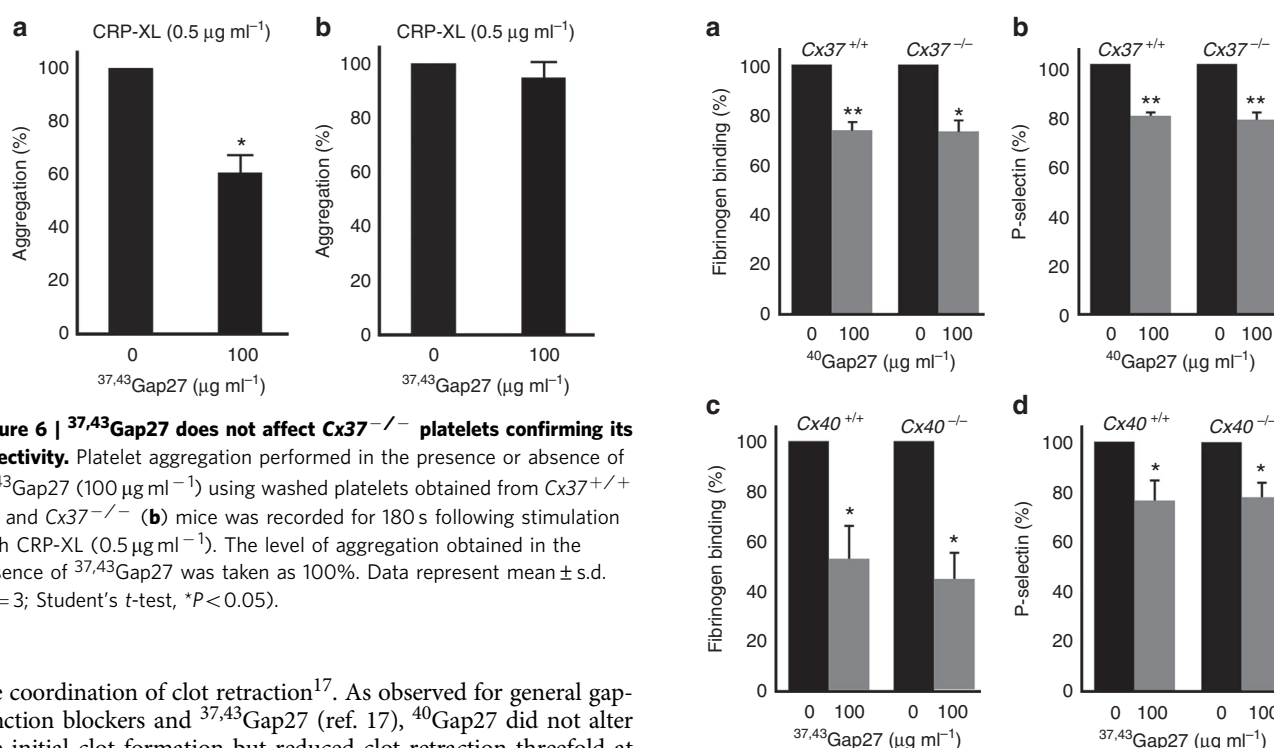 a
CRP-XL (0.5 μg ml⁻¹)
Aggregation (%)
100
80
60
40
20
0
*
0 100
³⁷,⁴³Gap27 (μg ml⁻¹)
b
CRP-XL (0.5 μg ml⁻¹)
Aggregation (%)
100
80
60
40
20
0
0 100
³⁷,⁴³Gap27 (μg ml⁻¹)
ure 6 | ³⁷,⁴³Gap27 does not affect Cx37⁻/⁻ platelets confirming its
ectivity. Platelet aggregation performed in the presence or absence of
⁴³Gap27 (100 μg ml⁻¹) using washed platelets obtained from Cx37⁺/⁺
and Cx37⁻/⁻ (b) mice was recorded for 180 s following stimulation
h CRP-XL (0.5 μg ml⁻¹). The level of aggregation obtained in the
sence of ³⁷,⁴³Gap27 was taken as 100%. Data represent mean ± s.d.
= 3; Student's t-test, *P < 0.05).
e coordination of clot retraction¹⁷. As observed for general gap-
nction blockers and ³⁷,⁴³Gap27 (ref. 17), ⁴⁰Gap27 did not alter
initial clot formation but reduced clot retraction threefold at
a
Cx37⁺/⁺ Cx37⁻/⁻
Fibrinogen binding (%)
100
80
60
40
20
0
** *
0 100 0 100
⁴⁰Gap27 (μg ml⁻¹)
b
Cx37⁺/⁺ Cx37⁻/⁻
P-selectin (%)
100
80
60
40
20
0
** **
0 100 0 100
⁴⁰Gap27 (μg ml⁻¹)
c
Cx40⁺/⁺ Cx40⁻/⁻
Fibrinogen binding (%)
100
80
60
40
20
0
* *
0 100 0 100
³⁷,⁴³Gap27 (μg ml⁻¹)
d
Cx40⁺/⁺ Cx40⁻/
P-selectin (%)
100
80
60
40
20
0
* *
0 100 0 100
³⁷,⁴³Gap27 (μg ml⁻¹)